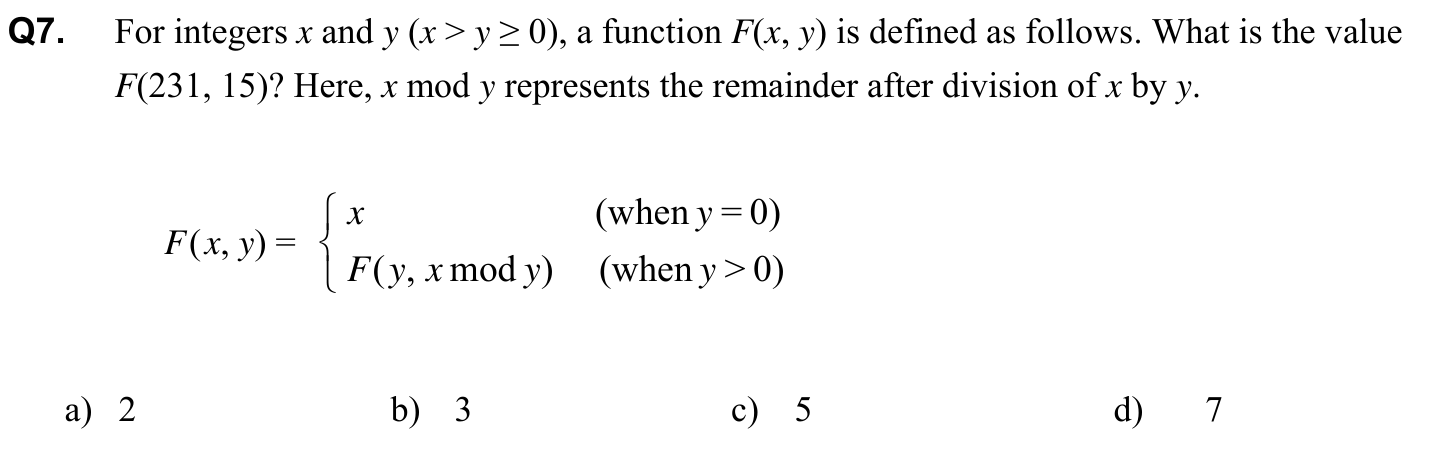 Q7. For integers x and y (x > y ≥ 0), a function F(x, y) is defined as follows. What is the value
F(231, 15)? Here, x mod y represents the remainder after division of x by y.
x (when y = 0)
F(x, y) = {
F(y, x mod y) (when y > 0)
a) 2 b) 3 c) 5 d) 7